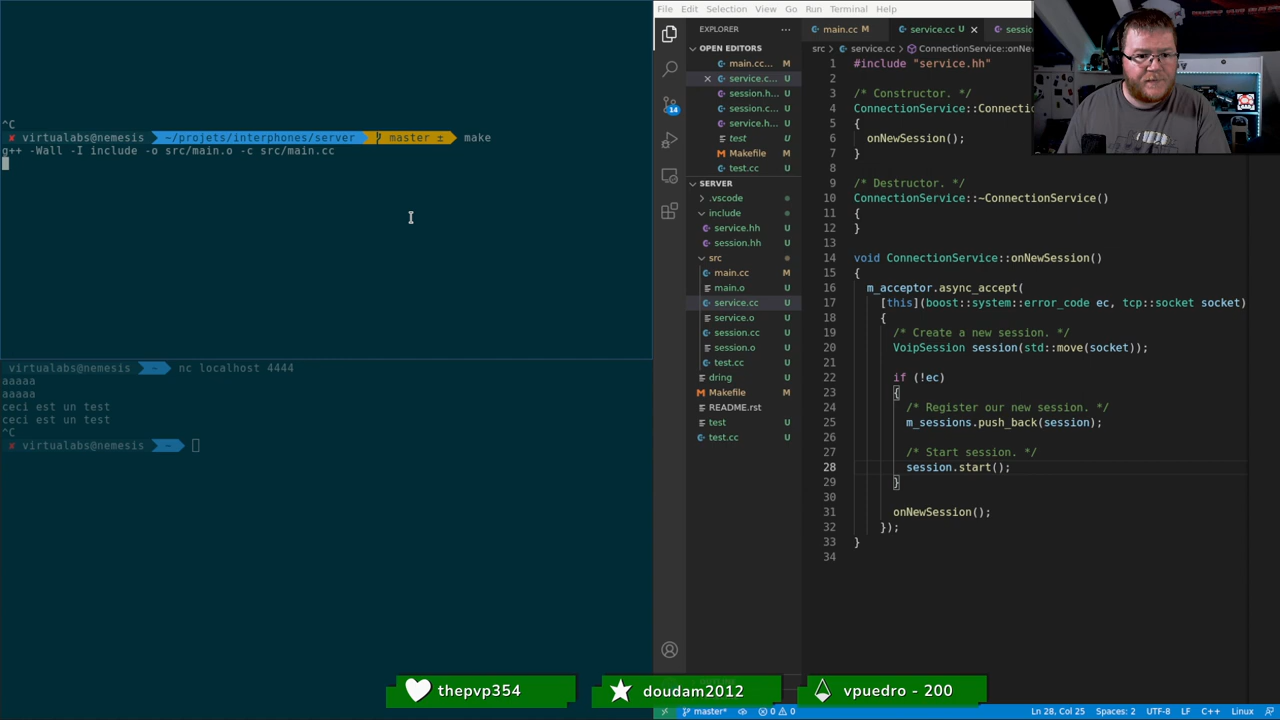 ^C
✘ virtualabs@nemesis ~/projets/interphones/server master ± make
g++ -Wall -I include -o src/main.o -c src/main.cc
virtualabs@nemesis ~ nc localhost 4444
aaaaa
aaaaa
ceci est un test
ceci est un test
^C
✘ virtualabs@nemesis ~
File Edit Selection View Go Run Terminal Help
EXPLORER ...
OPEN EDITORS
main.cc... M
service.c... U
session.h... U
session.c... U
service.h... U
test U
Makefile M
test.cc U
SERVER
.vscode
include
service.hh U
session.hh U
src
main.cc M
main.o U
service.cc U
service.o U
session.cc U
session.o U
test.cc U
dring U
Makefile M
README.rst
test U
test.cc U
14
main.cc M
service.cc U
sessio
src > service.cc > ConnectionService::onNew
1 #include "service.hh"
2
3 /* Constructor. */
4 ConnectionService::Connecti
5 {
6 onNewSession();
7 }
8
9 /* Destructor. */
10 ConnectionService::~ConnectionService()
11 {
12 }
13
14 void ConnectionService::onNewSession()
15 {
16 m_acceptor.async_accept(
17 [this](boost::system::error_code ec, tcp::socket socket)
18 {
19 /* Create a new session. */
20 VoipSession session(std::move(socket));
21
22 if (!ec)
23 {
24 /* Register our new session. */
25 m_sessions.push_back(session);
26
27 /* Start session. */
28 session.start();
29 }
30
31 onNewSession();
32 });
33 }
34
thepvp354
doudam2012
vpuedro - 200
master* 0 0 Ln 28, Col 25 Spaces: 2 UTF-8 LF C++ Linux